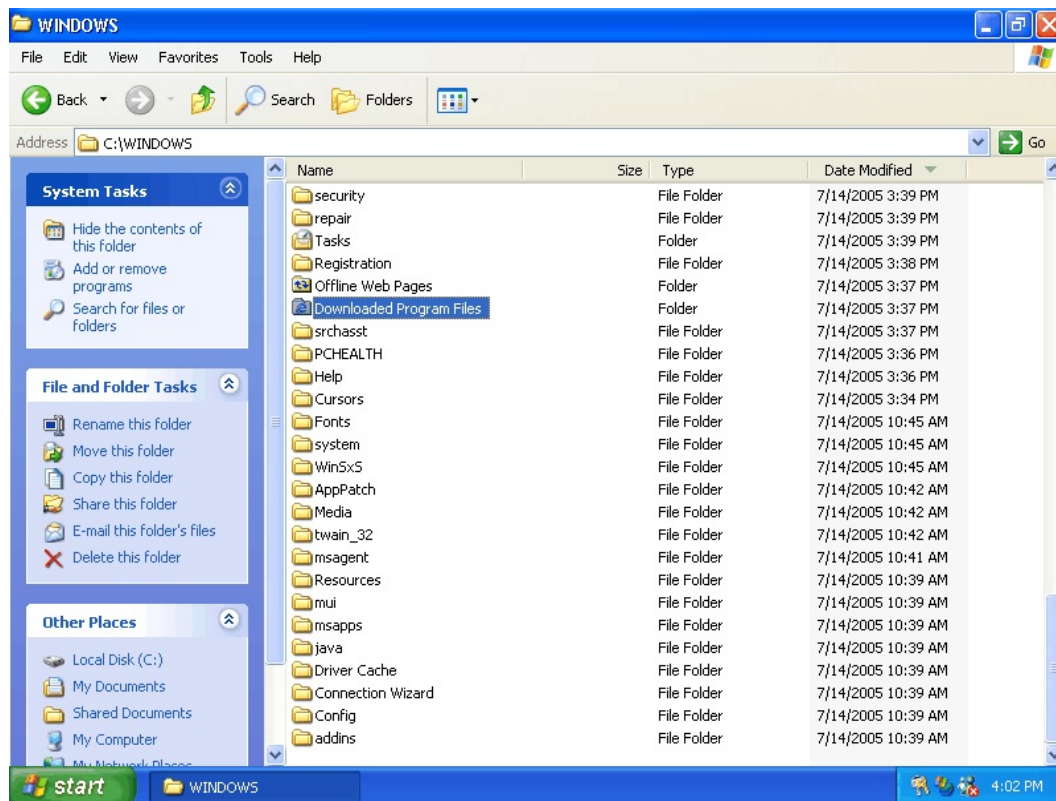 WINDOWS
File Edit View Favorites Tools Help
Back Search Folders
Address C:\WINDOWS Go
System Tasks
Hide the contents of
this folder
Add or remove
programs
Search for files or
folders
File and Folder Tasks
Rename this folder
Move this folder
Copy this folder
Share this folder
E-mail this folder's files
Delete this folder
Other Places
Local Disk (C:)
My Documents
Shared Documents
My Computer
My Network Places
Name Size Type Date Modified
security File Folder 7/14/2005 3:39 PM
repair File Folder 7/14/2005 3:39 PM
Tasks Folder 7/14/2005 3:39 PM
Registration File Folder 7/14/2005 3:38 PM
Offline Web Pages Folder 7/14/2005 3:37 PM
Downloaded Program Files Folder 7/14/2005 3:37 PM
srchasst File Folder 7/14/2005 3:37 PM
PCHEALTH File Folder 7/14/2005 3:36 PM
Help File Folder 7/14/2005 3:36 PM
Cursors File Folder 7/14/2005 3:34 PM
Fonts File Folder 7/14/2005 10:45 AM
system File Folder 7/14/2005 10:45 AM
WinSxS File Folder 7/14/2005 10:45 AM
AppPatch File Folder 7/14/2005 10:42 AM
Media File Folder 7/14/2005 10:42 AM
twain_32 File Folder 7/14/2005 10:42 AM
msagent File Folder 7/14/2005 10:41 AM
Resources File Folder 7/14/2005 10:39 AM
mui File Folder 7/14/2005 10:39 AM
msapps File Folder 7/14/2005 10:39 AM
java File Folder 7/14/2005 10:39 AM
Driver Cache File Folder 7/14/2005 10:39 AM
Connection Wizard File Folder 7/14/2005 10:39 AM
Config File Folder 7/14/2005 10:39 AM
addins File Folder 7/14/2005 10:39 AM
start WINDOWS 4:02 PM